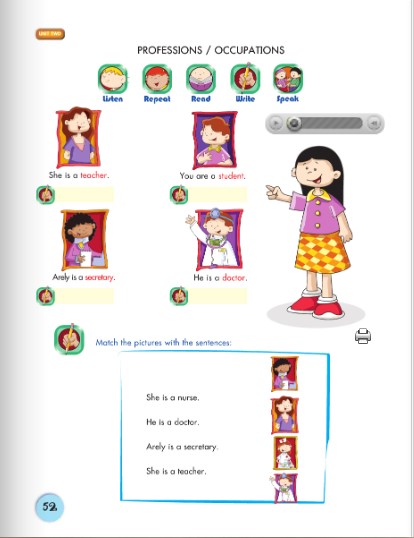 UNIT TWO
PROFESSIONS / OCCUPATIONS
Listen Repeat Read Write Speak
She is a teacher.
You are a student.
Arely is a secretary.
He is a doctor.
Match the pictures with the sentences:
She is a nurse.
He is a doctor.
Arely is a secretary.
She is a teacher.
52